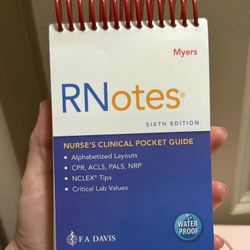 Myers
RNotes®
SIXTH EDITION
NURSE'S CLINICAL POCKET GUIDE
• Alphabetized Layouts
• CPR, ACLS, PALS, NRP
• NCLEX® Tips
• Critical Lab Values
WATER
PROOF
F.A. DAVIS